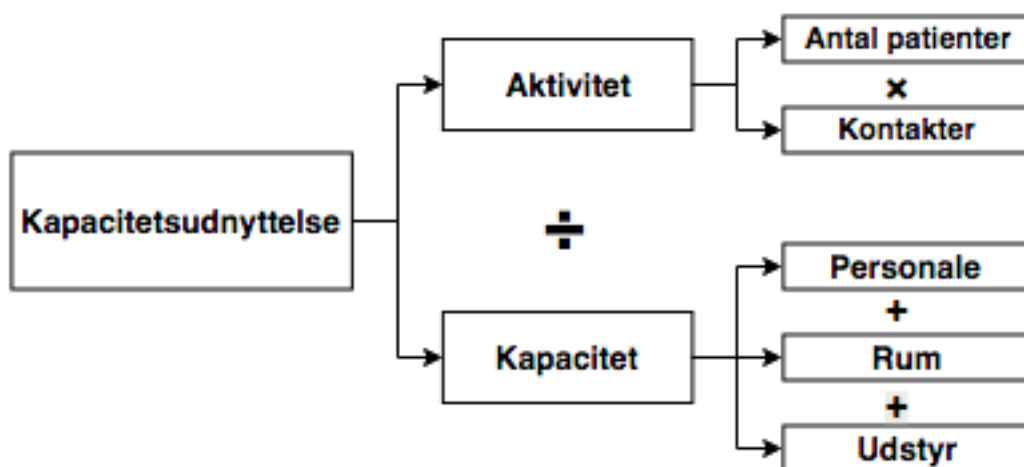 Kapacitetsudnyttelse
Aktivitet
÷
Kapacitet
Antal patienter
×
Kontakter
Personale
+
Rum
+
Udstyr